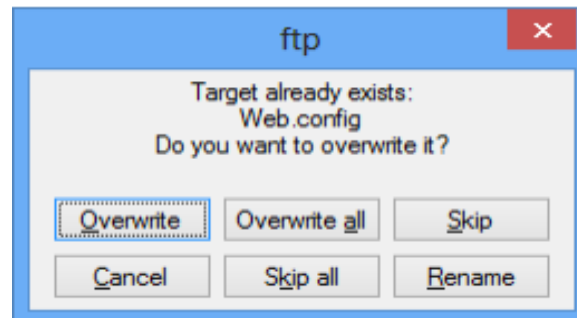 ftp
Target already exists:
Web.config
Do you want to overwrite it?
Overwrite
Overwrite all
Skip
Cancel
Skip all
Rename